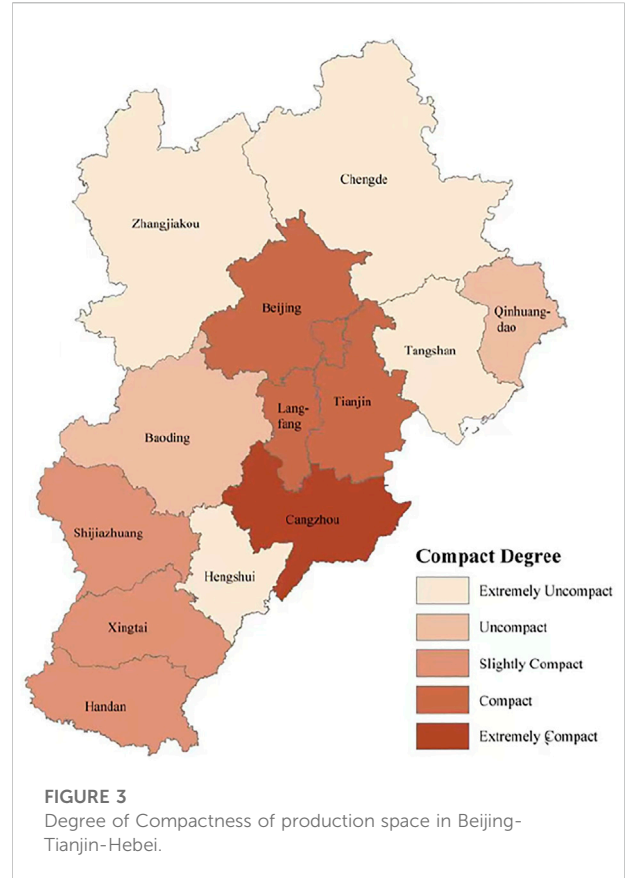 Chengde
Zhangjiakou
Beijing
Qinhuang-
dao
Tangshan
Lang-
fang
Tianjin
Baoding
Cangzhou
Shijiazhuang
Hengshui
Xingtai
Handan
Compact Degree
Extremely Uncompact
Uncompact
Slightly Compact
Compact
Extremely Compact
FIGURE 3
Degree of Compactness of production space in Beijing-
Tianjin-Hebei.